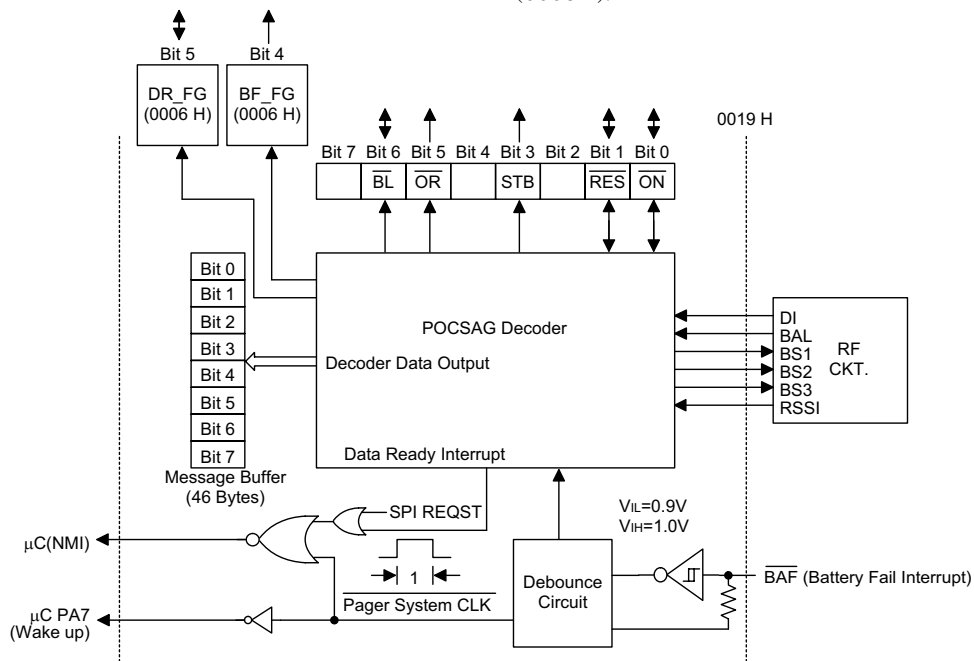 Bit 5
Bit 4
DR_FG
(0006 H)
BF_FG
(0006 H)
0019 H
Bit 7 Bit 6 Bit 5 Bit 4 Bit 3 Bit 2 Bit 1 Bit 0
BL OR STB RES ON
Bit 0
Bit 1
Bit 2
Bit 3
Bit 4
Bit 5
Bit 6
Bit 7
Message Buffer
(46 Bytes)
POCSAG Decoder
Decoder Data Output
Data Ready Interrupt
DI
BAL
BS1
BS2
BS3
RSSI
RF
CKT.
SPI REQST
VIL=0.9V
VIH=1.0V
μC(NMI)
1
Pager System CLK
Debounce
Circuit
BAF (Battery Fail Interrupt)
μC PA7
(Wake up)